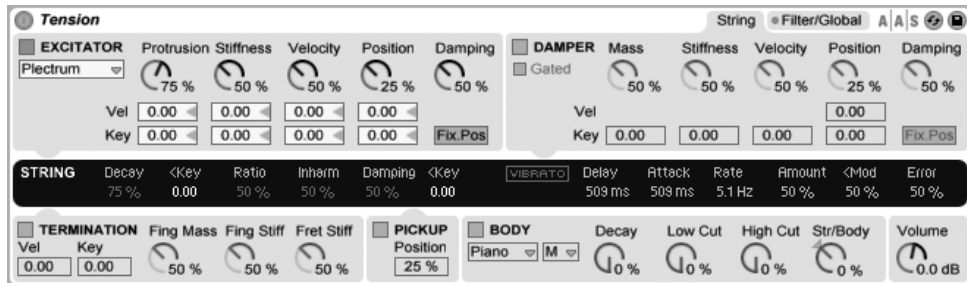 Tension String Filter/Global A A S
EXCITATOR Protrusion Stiffness Velocity Position Damping
Plectrum 75 % 50 % 50 % 25 % 50 %
Vel 0.00 0.00 0.00 0.00
Key 0.00 0.00 0.00 0.00 Fix.Pos
DAMPER Mass Stiffness Velocity Position Damping
Gated 50 % 50 % 50 % 25 % 50 %
Vel 0.00
Key 0.00 0.00 0.00 0.00 Fix.Pos
STRING Decay <Key Ratio Inharm Damping <Key VIBRATO Delay Attack Rate Amount <Mod Error
75 % 0.00 50 % 50 % 50 % 0.00 509 ms 509 ms 5.1 Hz 50 % 50 % 50 %
TERMINATION Fing Mass Fing Stiff Fret Stiff
Vel Key
0.00 0.00 50 % 50 % 50 %
PICKUP
Position
25 %
BODY Decay Low Cut High Cut Str/Body
Piano M 0 % 0 % 0 % 0 %
Volume
0.0 dB